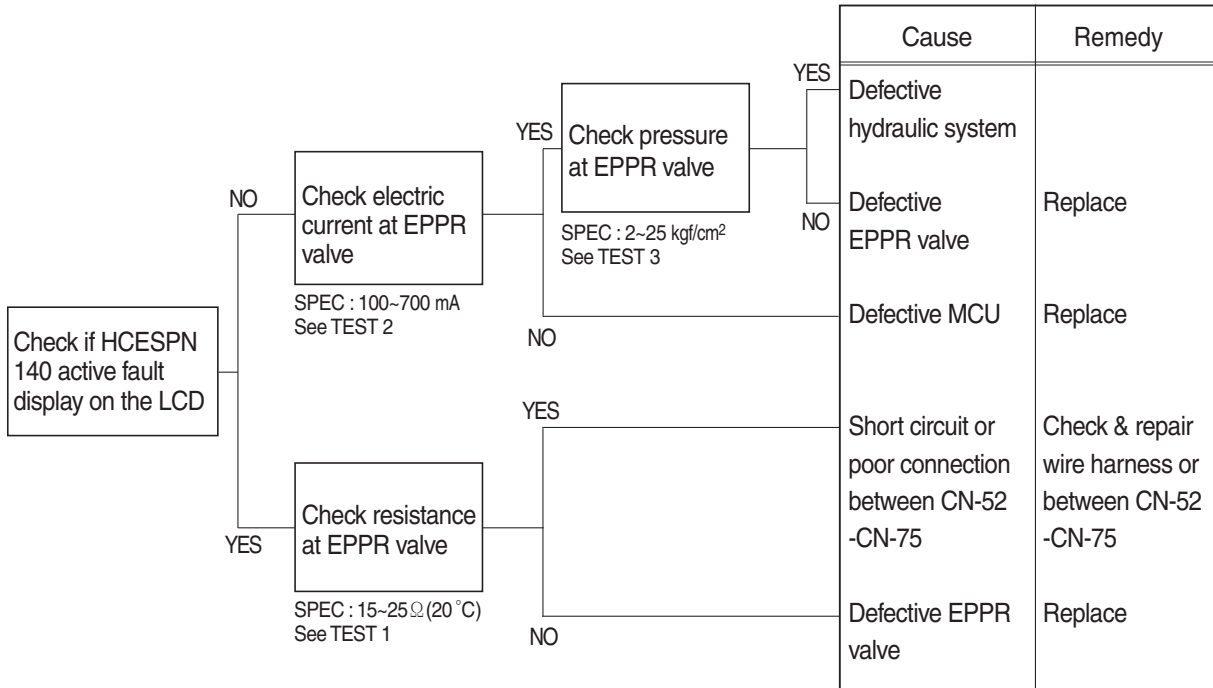 Cause
Remedy
YES
Defective
hydraulic system
YES
Check pressure
at EPPR valve
NO
Check electric
current at EPPR
valve
NO
Defective
EPPR valve
Replace
SPEC : 2~25 kgf/cm²
See TEST 3
SPEC : 100~700 mA
See TEST 2
Defective MCU
Replace
NO
Check if HCESPN
140 active fault
display on the LCD
YES
Short circuit or
poor connection
between CN-52
-CN-75
Check & repair
wire harness or
between CN-52
-CN-75
Check resistance
at EPPR valve
YES
SPEC : 15~25Ω(20 °C)
See TEST 1
NO
Defective EPPR
valve
Replace